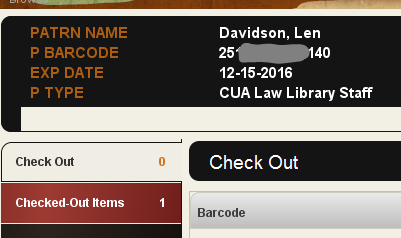 PATRN NAME Davidson, Len
P BARCODE 251 140
EXP DATE 12-15-2016
P TYPE CUA Law Library Staff
Check Out 0
Check Out
Checked-Out Items 1
Barcode